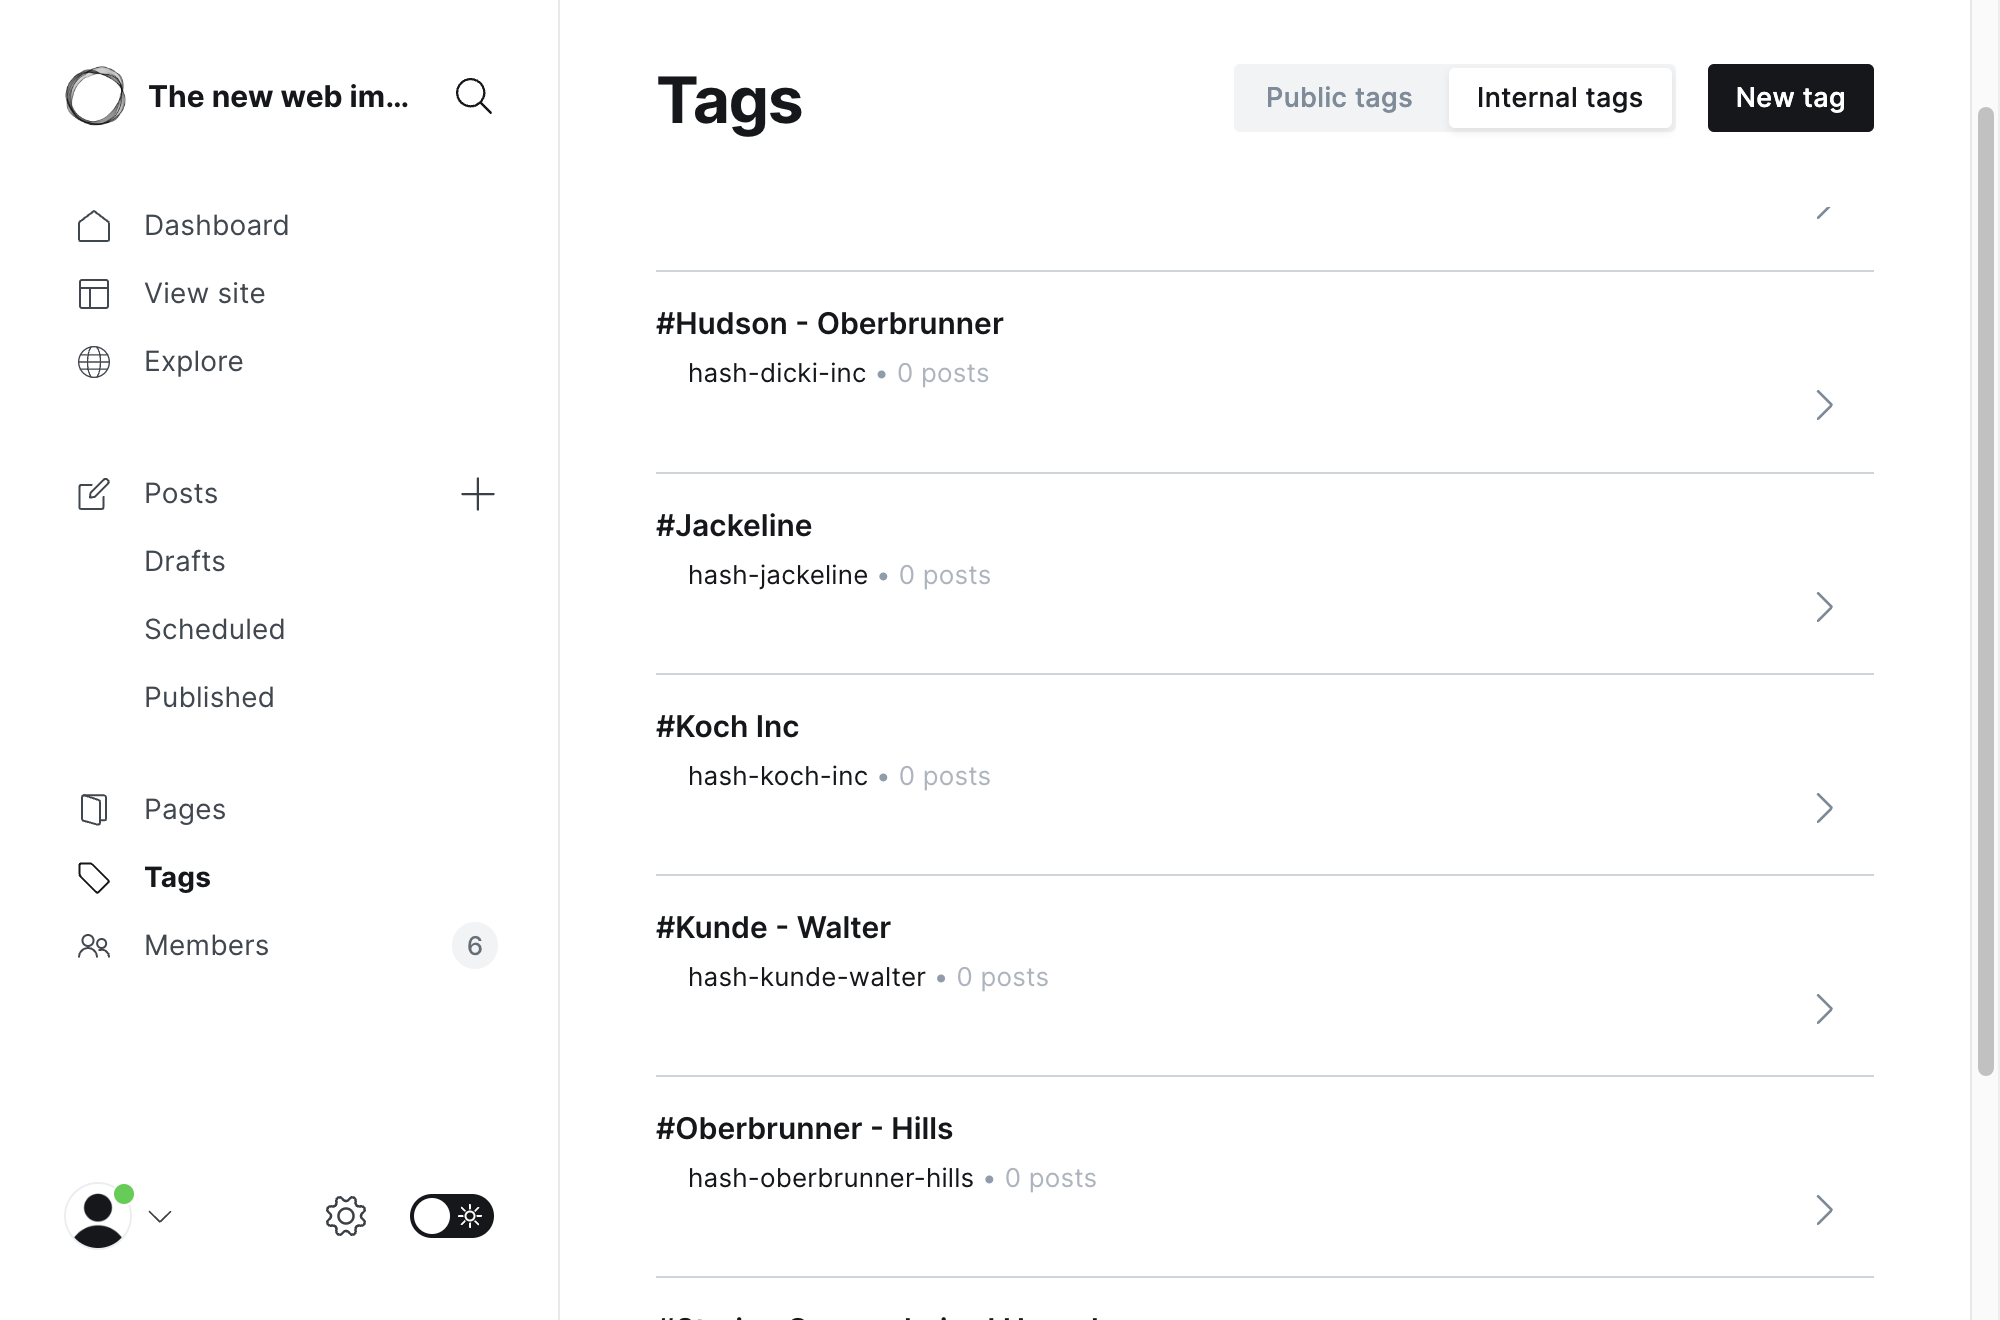 The new web im...
Dashboard
View site
Explore
Posts
Drafts
Scheduled
Published
Pages
Tags
Members 6
Tags
Public tags Internal tags New tag
#Hudson - Oberbrunner
hash-dicki-inc • 0 posts
#Jackeline
hash-jackeline • 0 posts
#Koch Inc
hash-koch-inc • 0 posts
#Kunde - Walter
hash-kunde-walter • 0 posts
#Oberbrunner - Hills
hash-oberbrunner-hills • 0 posts